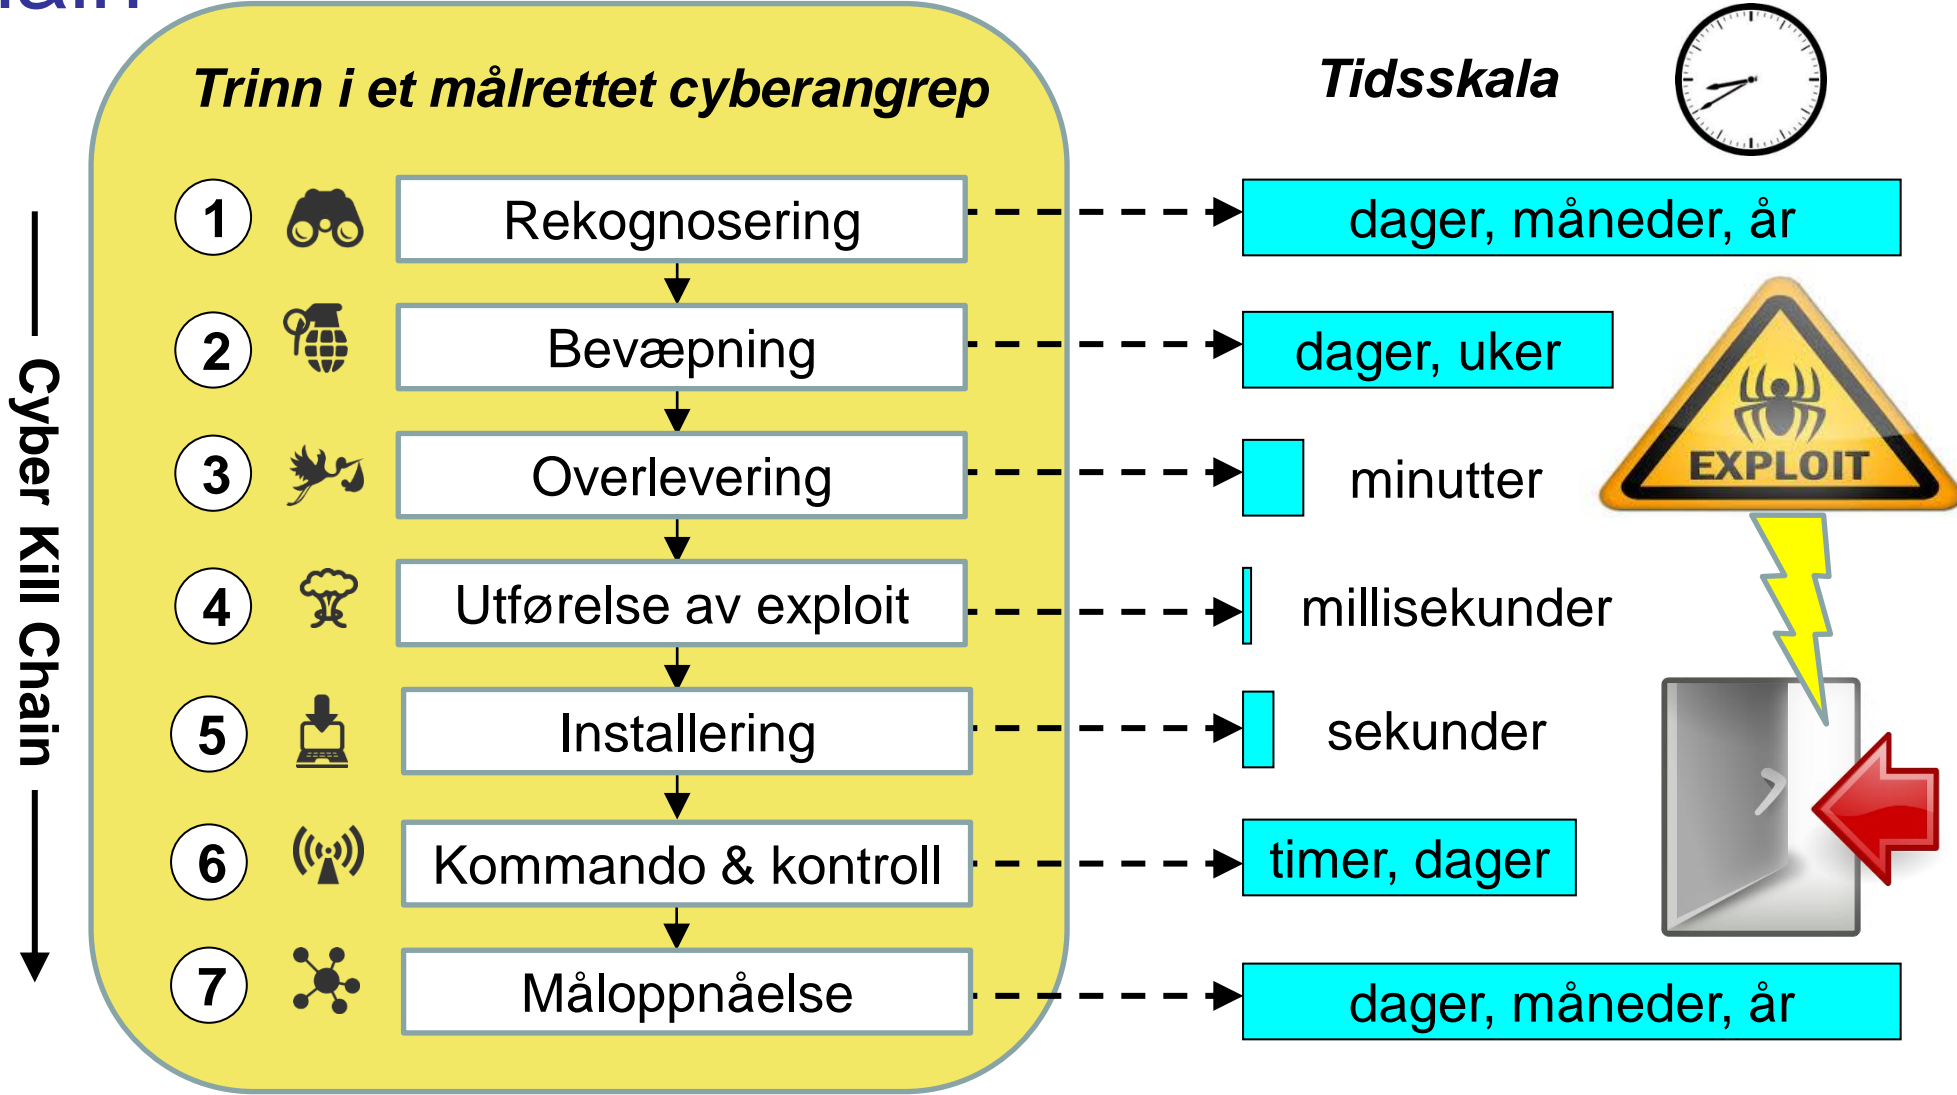 Trinn i et målrettet cyberangrep
Tidsskala
Cyber Kill Chain
1 Rekognosering dager, måneder, år
2 Bevæpning dager, uker
3 Overlevering minutter
EXPLOIT
4 Utførelse av exploit millisekunder
5 Installering sekunder
6 Kommando & kontroll timer, dager
7 Måloppnåelse dager, måneder, år